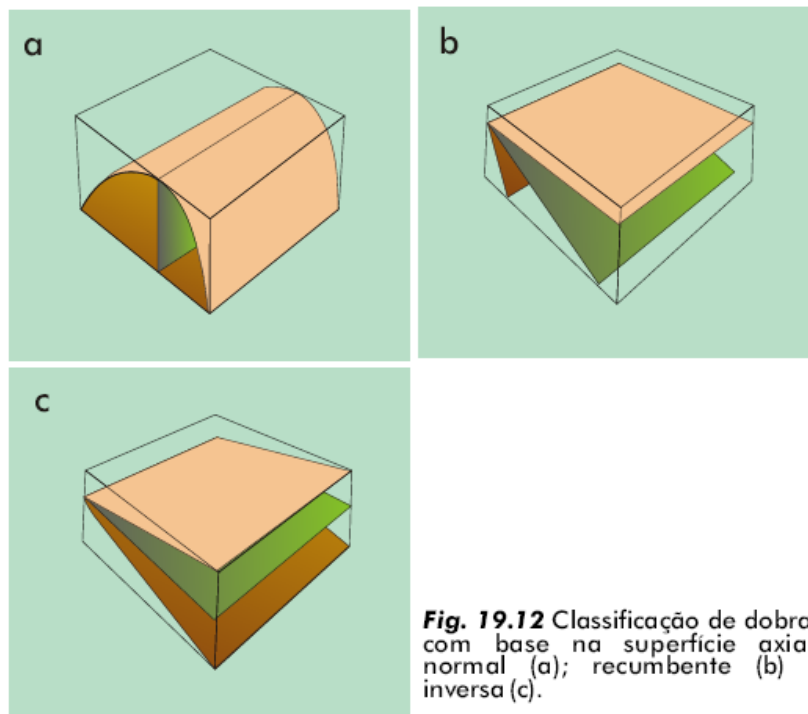 a
b
c
Fig. 19.12 Classificação de dobra
com base na superfície axia
normal (a); recumbente (b)
inversa (c).